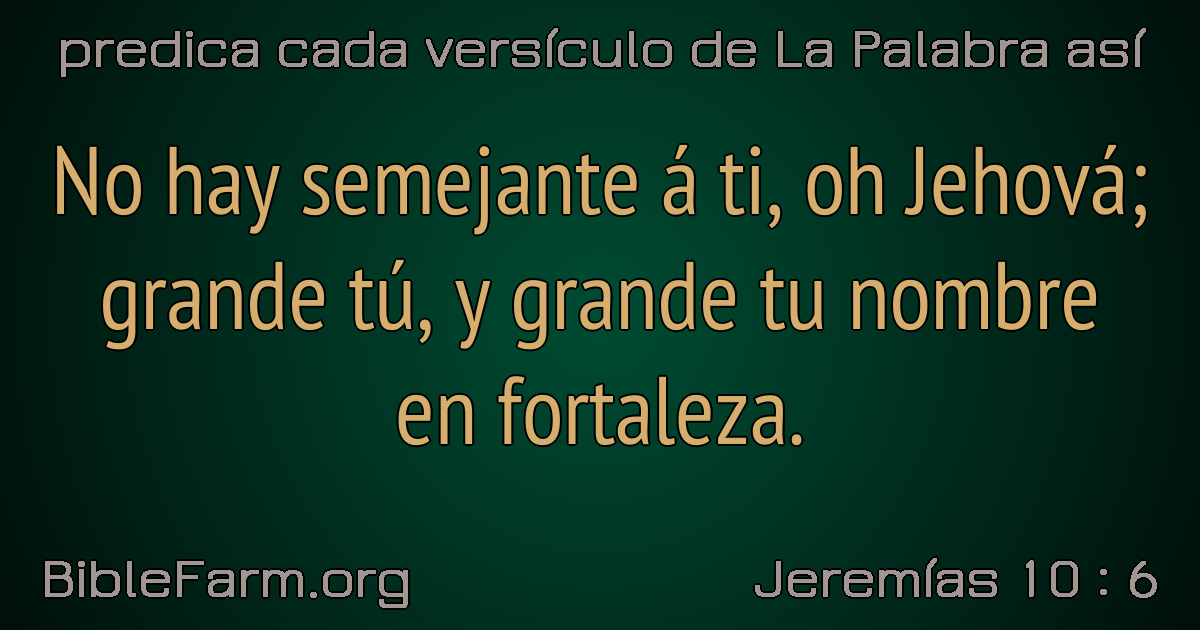 predica cada versículo de La Palabra así
No hay semejante á ti, oh Jehová;
grande tú, y grande tu nombre
en fortaleza.
BibleFarm.org
Jeremías 10 : 6